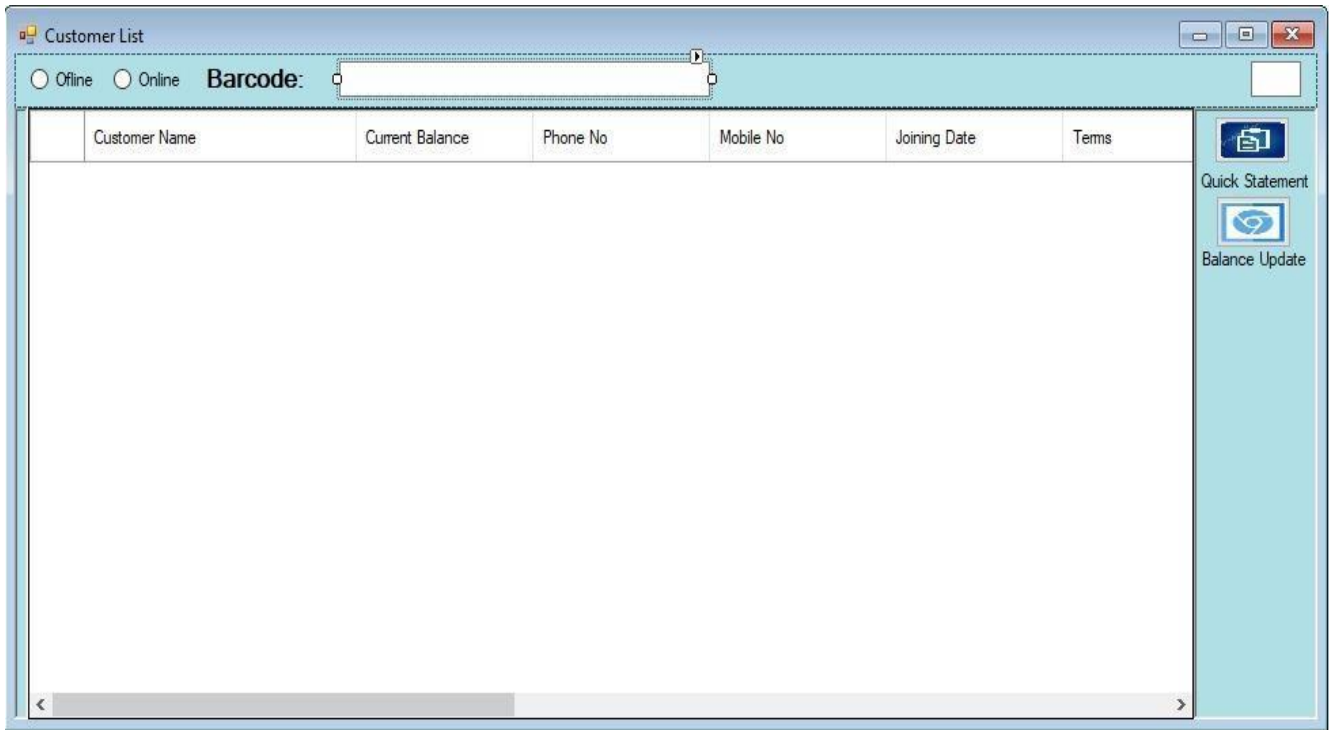 Customer List
Ofline Online Barcode:
Customer Name Current Balance Phone No Mobile No Joining Date Terms
Quick Statement
Balance Update